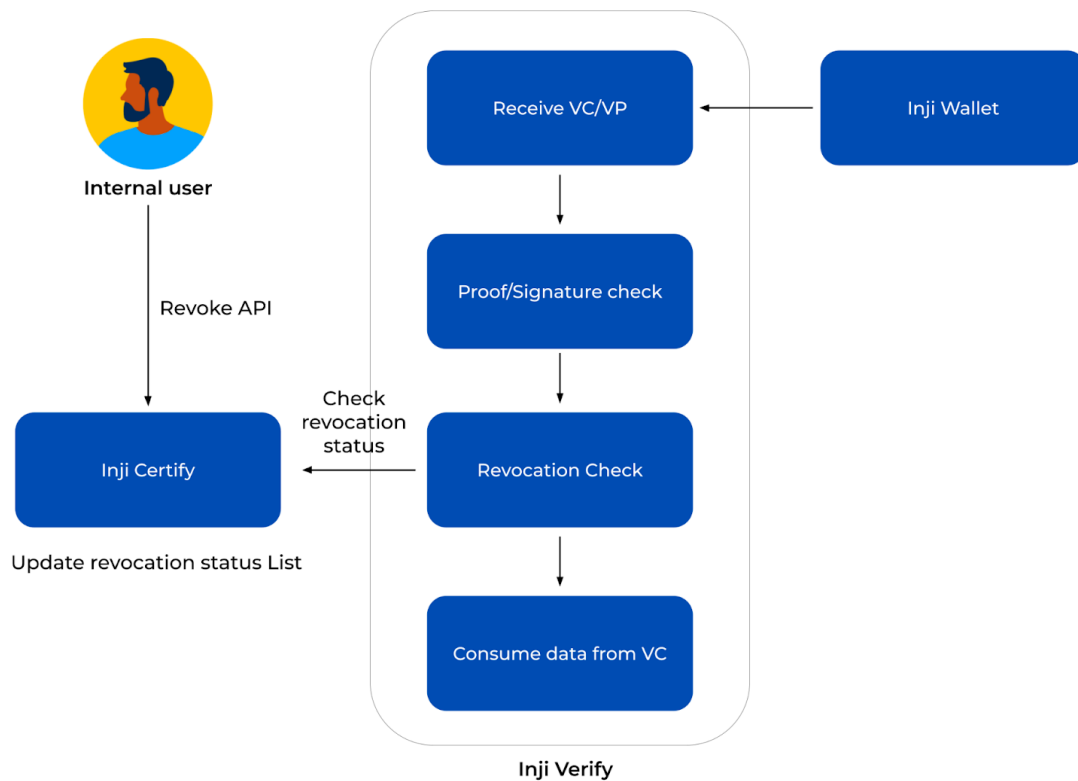 Receive VC/VP
Inji Wallet
Internal user
Proof/Signature check
Revoke API
Check
revocation
status
Inji Certify
Revocation Check
Update revocation status List
Consume data from VC
Inji Verify